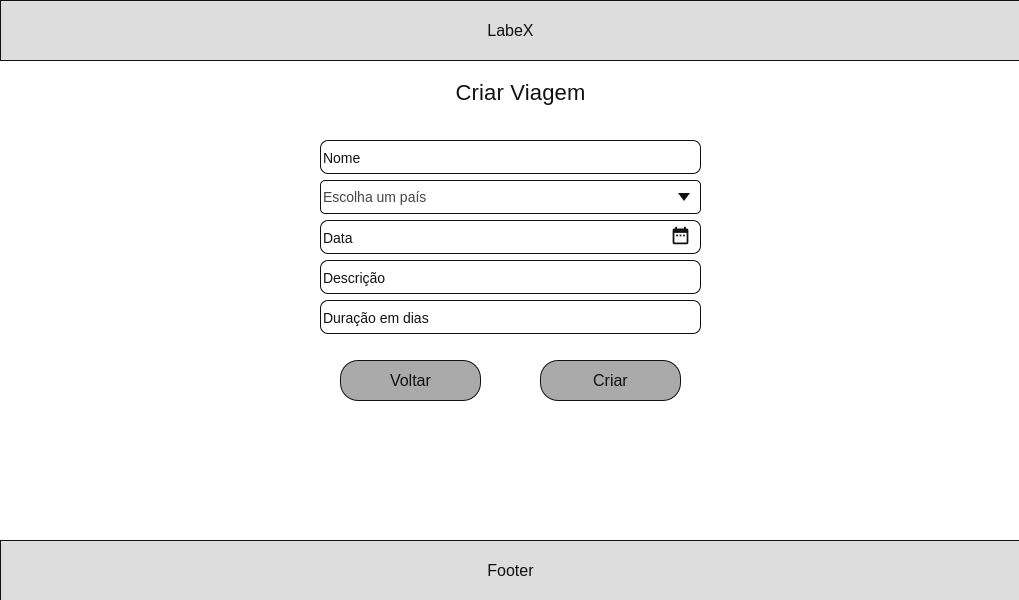 LabeX
Criar Viagem
Nome
Escolha um país
Data
Descrição
Duração em dias
Voltar
Criar
Footer